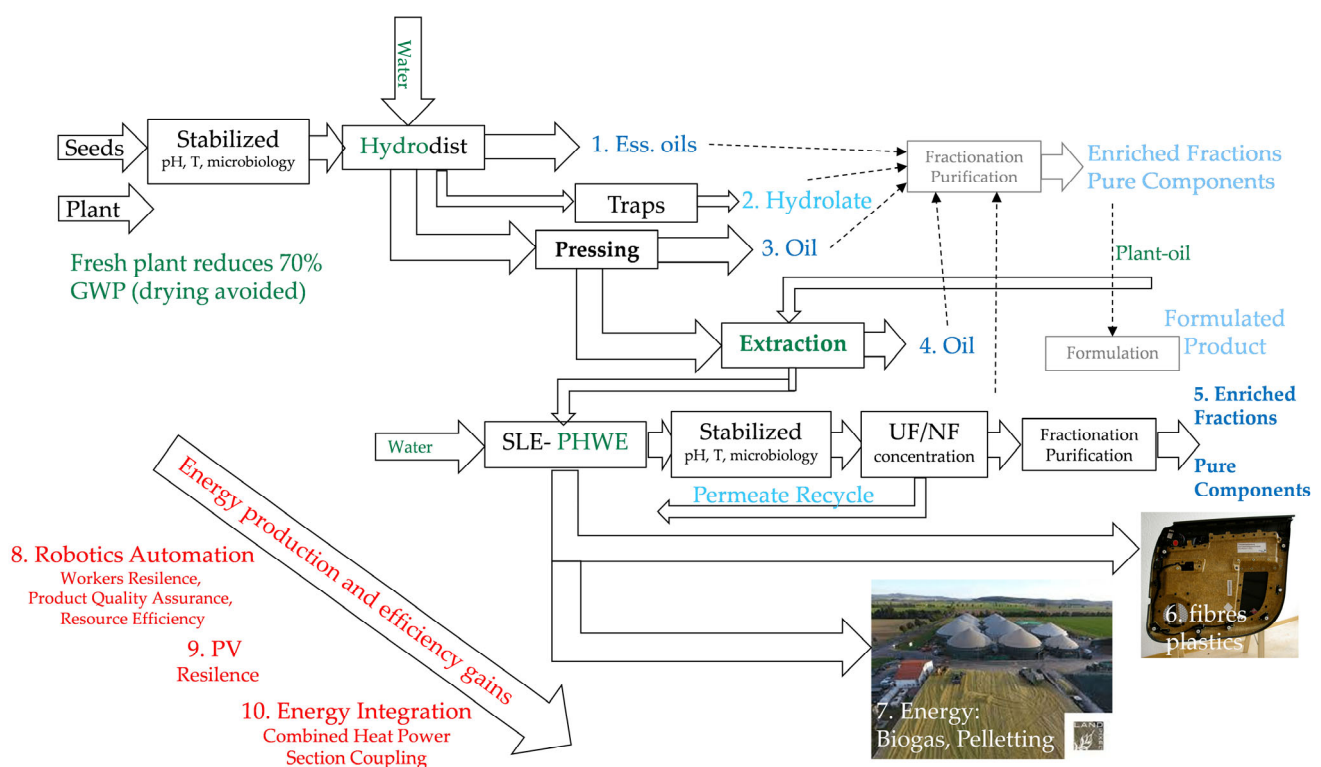 Water
Seeds
Stabilized
pH, T, microbiology
Hydrodist
1. Ess. oils
Fractionation
Purification
Enriched Fractions
Pure Components
Plant
Traps
2. Hydrolate
Pressing
3. Oil
Plant-oil
Fresh plant reduces 70%
GWP (drying avoided)
Extraction
4. Oil
Formulated
Product
Formulation
5. Enriched
Fractions
Pure
Components
Water
SLE- PHWE
Stabilized
pH, T, microbiology
UF/NF
concentration
Fractionation
Purification
Permeate Recycle
Energy production and efficiency gains
8. Robotics Automation
Workers Resilence,
Product Quality Assurance,
Resource Efficiency
9. PV
Resilence
10. Energy Integration
Combined Heat Power
Section Coupling
6. fibres
plastics
7. Energy:
Biogas, Pelletting
LAND